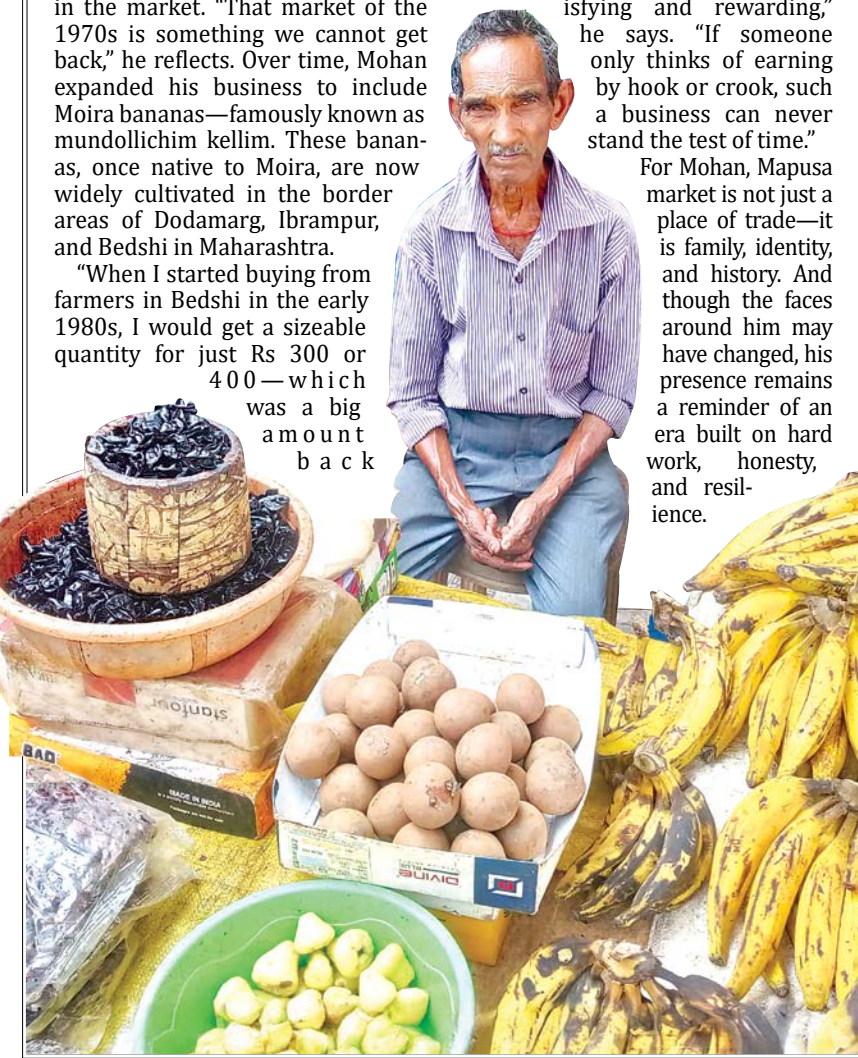 in the market. “That market of the
1970s is something we cannot get
back,” he reflects. Over time, Mohan
expanded his business to include
Moira bananas—famously known as
mundollichim kellim. These banan-
as, once native to Moira, are now
widely cultivated in the border
areas of Dodamarg, Ibrampur,
and Bedshi in Maharashtra.
“When I started buying from
farmers in Bedshi in the early
1980s, I would get a sizeable
quantity for just Rs 300 or
400—which
was a big
amount
back
isfying and rewarding,”
he says. “If someone
only thinks of earning
by hook or crook, such
a business can never
stand the test of time.”
For Mohan, Mapusa
market is not just a
place of trade—it
is family, identity,
and history. And
though the faces
around him may
have changed, his
presence remains
a reminder of an
era built on hard
work, honesty,
and resil-
ience.
stanfour
BAD
MADE IN INDIA
DIVINE
BLUE